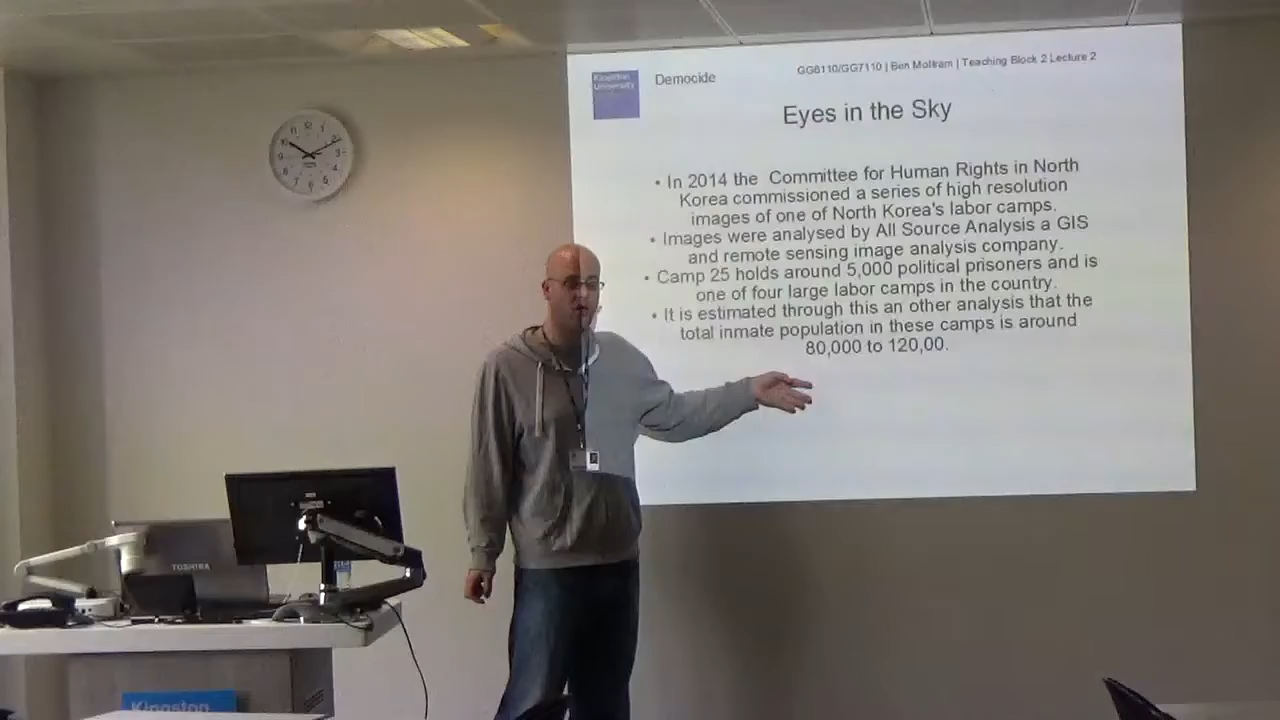 Kingston
University
Democide
GG6110/GG7110 | Ben Moltram | Teaching Block 2 Lecture 2
Eyes in the Sky
• In 2014 the Committee for Human Rights in North
Korea commissioned a series of high resolution
images of one of North Korea's labor camps.
• Images were analysed by All Source Analysis a GIS
and remote sensing image analysis company.
• Camp 25 holds around 5,000 political prisoners and is
one of four large labor camps in the country.
• It is estimated through this an other analysis that the
total inmate population in these camps is around
80,000 to 120,00.
TOSHIBA
Kingston